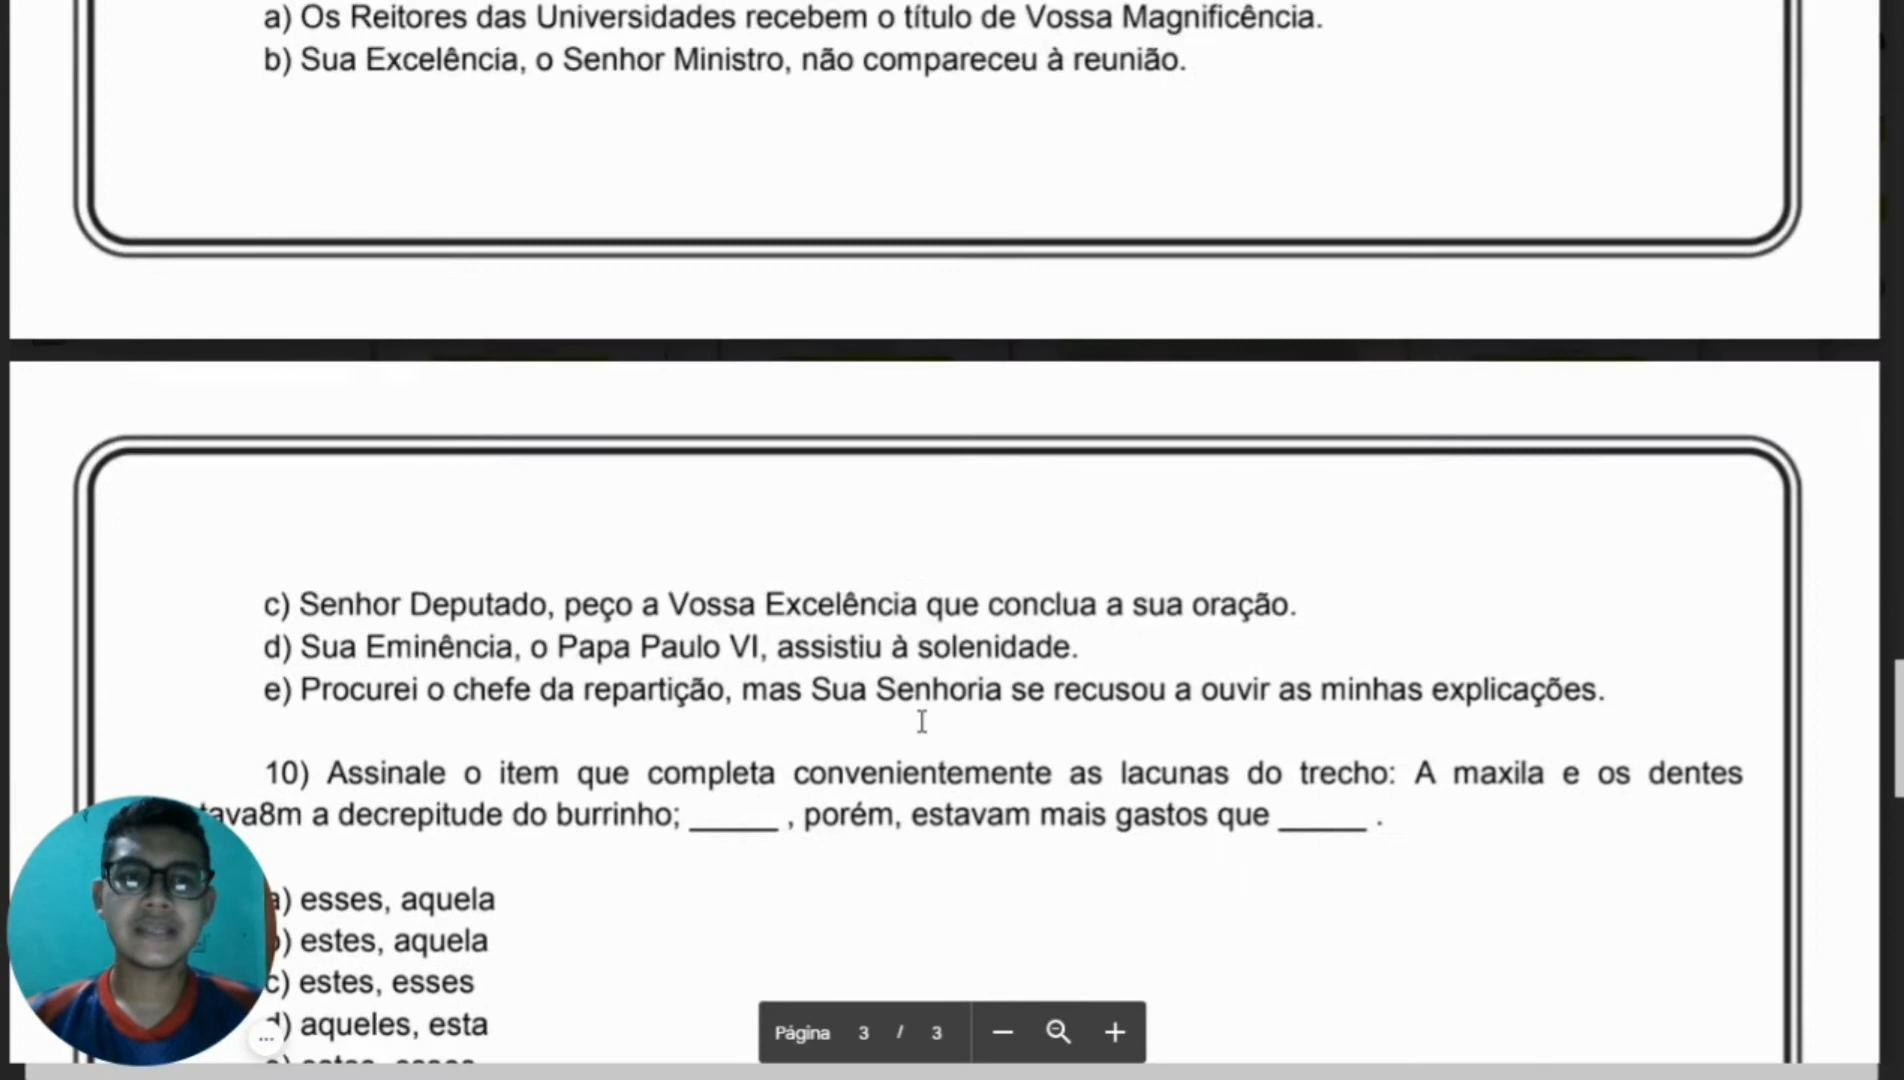 a) Os Reitores das Universidades recebem o título de Vossa Magnificência.
b) Sua Excelência, o Senhor Ministro, não compareceu à reunião.
c) Senhor Deputado, peço a Vossa Excelência que conclua a sua oração.
d) Sua Eminência, o Papa Paulo VI, assistiu à solenidade.
e) Procurei o chefe da repartição, mas Sua Senhoria se recusou a ouvir as minhas explicações.
10) Assinale o item que completa convenientemente as lacunas do trecho: A maxila e os dentes
tava8m a decrepitude do burrinho; _____ , porém, estavam mais gastos que _____ .
a) esses, aquela
b) estes, aquela
c) estes, esses
d) aqueles, esta
Página 3 / 3